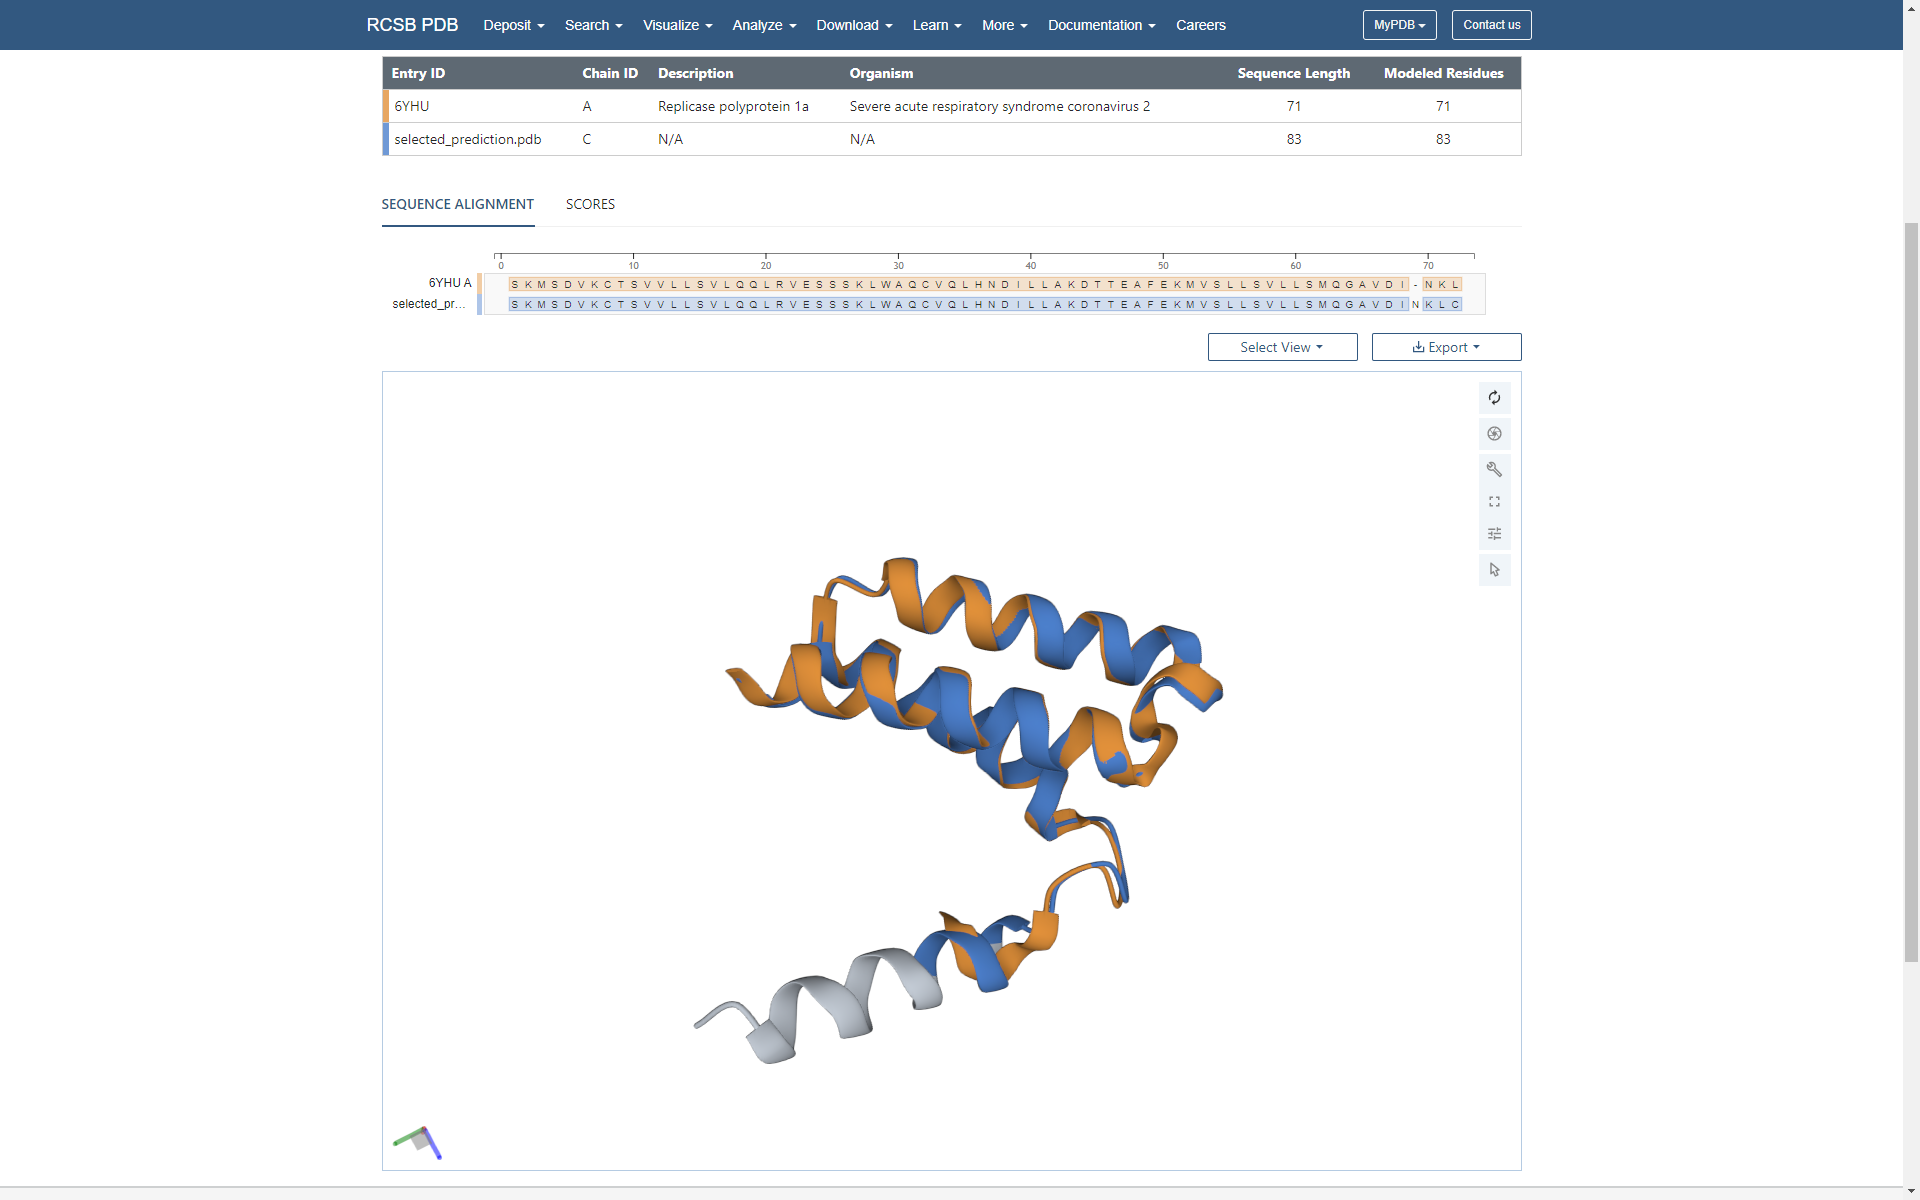 RCSB PDB Deposit Search Visualize Analyze Download Learn More Documentation Careers MyPDB Contact us
Entry ID Chain ID Description Organism Sequence Length Modeled Residues
6YHU A Replicase polyprotein 1a Severe acute respiratory syndrome coronavirus 2 71 71
selected_prediction.pdb C N/A N/A 83 83
SEQUENCE ALIGNMENT SCORES
0 10 20 30 40 50 60 70
6YHU A S K M S D V K C T S V V L L S V L Q Q L R V E S S S K L W A Q C V Q L H N D I L L A K D T T E A F E K M V S L L S V L L S M Q G A V D I - N K L
selected_pr... S K M S D V K C T S V V L L S V L Q Q L R V E S S S K L W A Q C V Q L H N D I L L A K D T T E A F E K M V S L L S V L L S M Q G A V D I N K L C
Select View Export